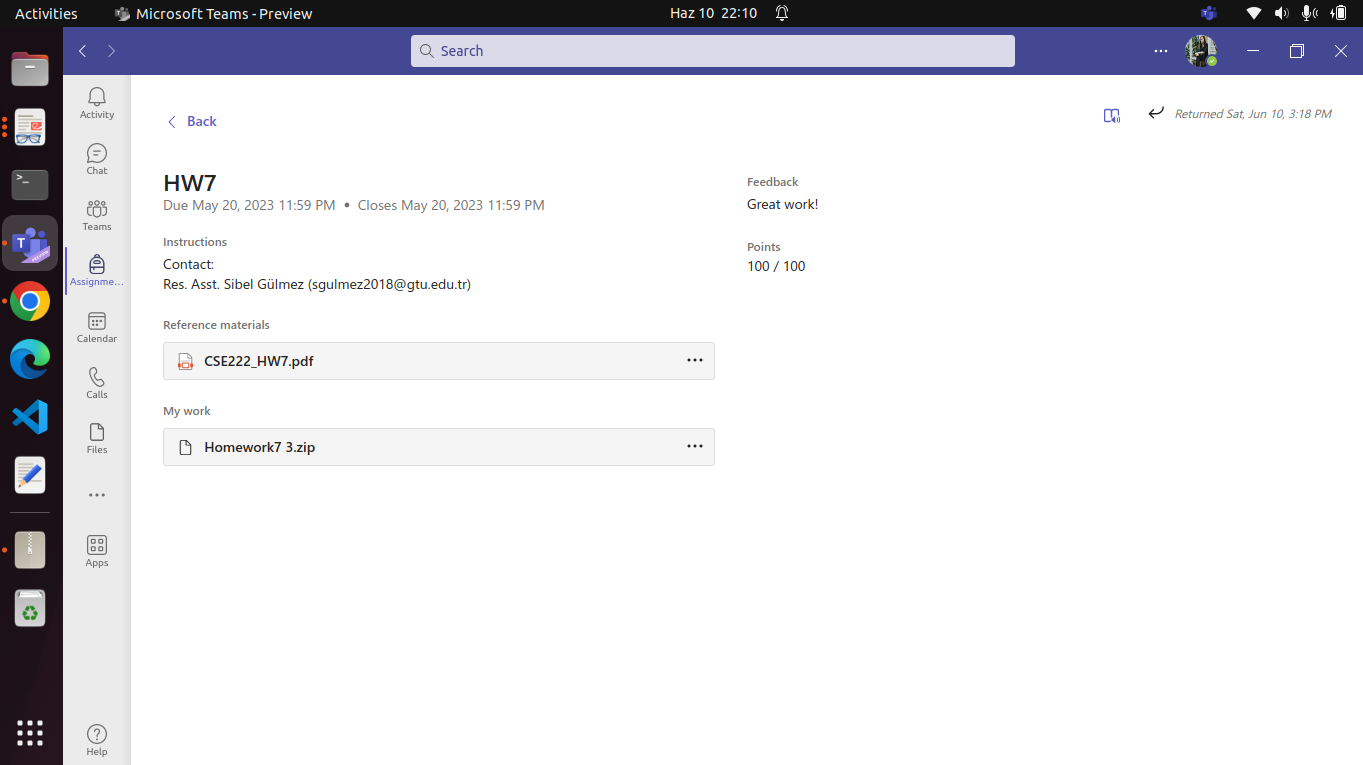 Activities
Microsoft Teams - Preview
Haz 10 22:10
Search
Activity
Chat
Teams
Assignme...
Calendar
Calls
Files
Apps
Help
Back
Returned Sat, Jun 10, 3:18 PM
HW7
Due May 20, 2023 11:59 PM • Closes May 20, 2023 11:59 PM
Instructions
Contact:
Res. Asst. Sibel Gülmez (sgulmez2018@gtu.edu.tr)
Reference materials
CSE222_HW7.pdf
My work
Homework7 3.zip
Feedback
Great work!
Points
100 / 100